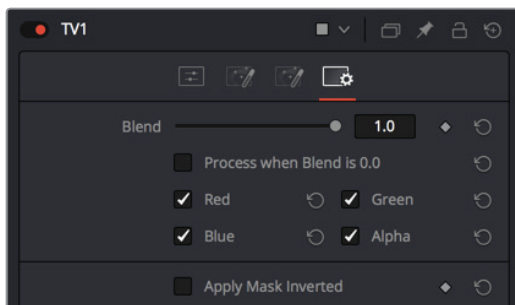 TV1
Blend 1.0
Process when Blend is 0.0
Red Green
Blue Alpha
Apply Mask Inverted